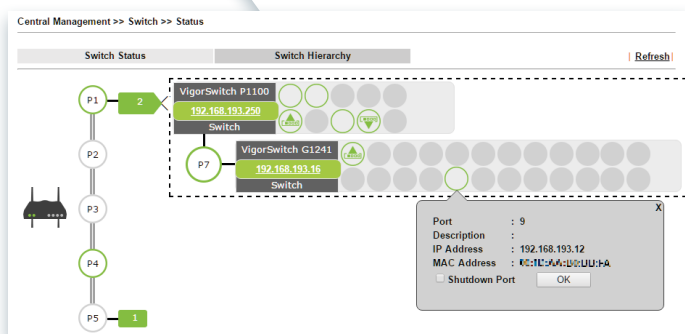 Central Management >> Switch >> Status
Switch Status
Switch Hierarchy
| Refresh |
P1
2
VigorSwitch P1100
192.168.193.250
Switch
P2
P7
VigorSwitch G1241
192.168.193.16
Switch
P3
P4
P5
1
X
Port : 9
Description :
IP Address : 192.168.193.12
MAC Address :
Shutdown Port
OK